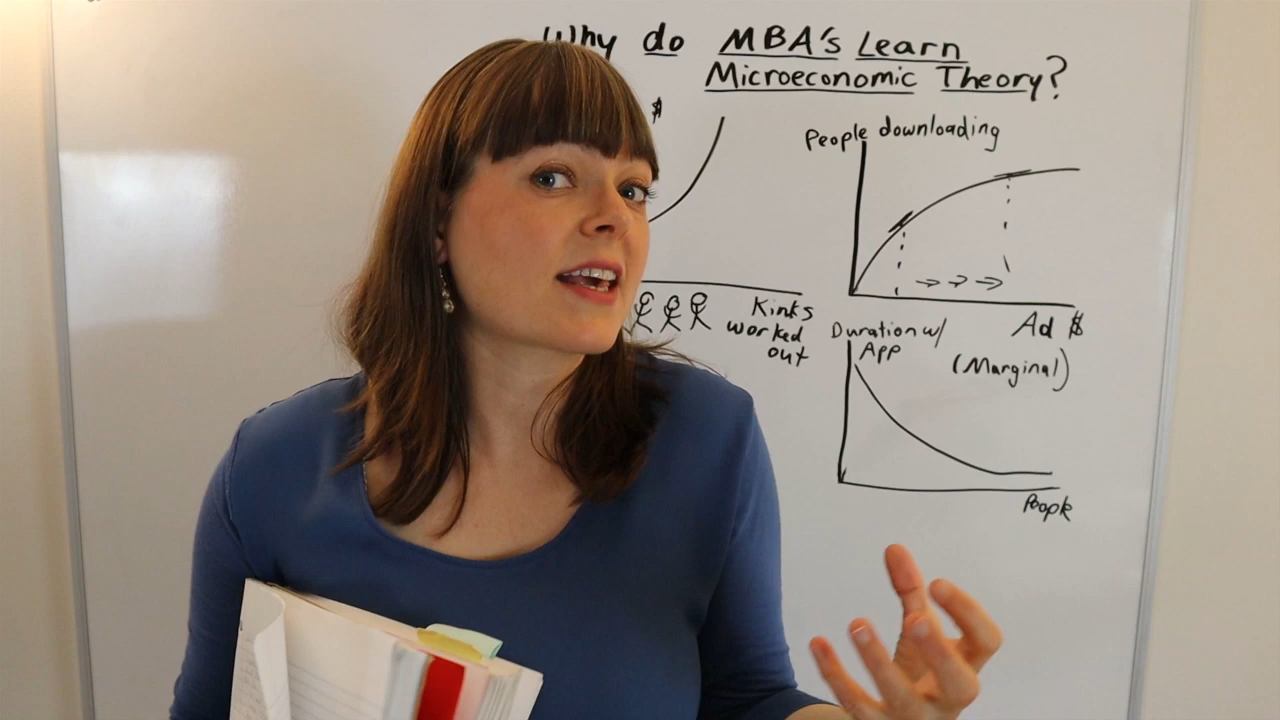 Why do MBA's Learn
Microeconomic Theory?
$
People downloading
Ad $
Kinks
worked
out
Duration w/
App
(Marginal)
People